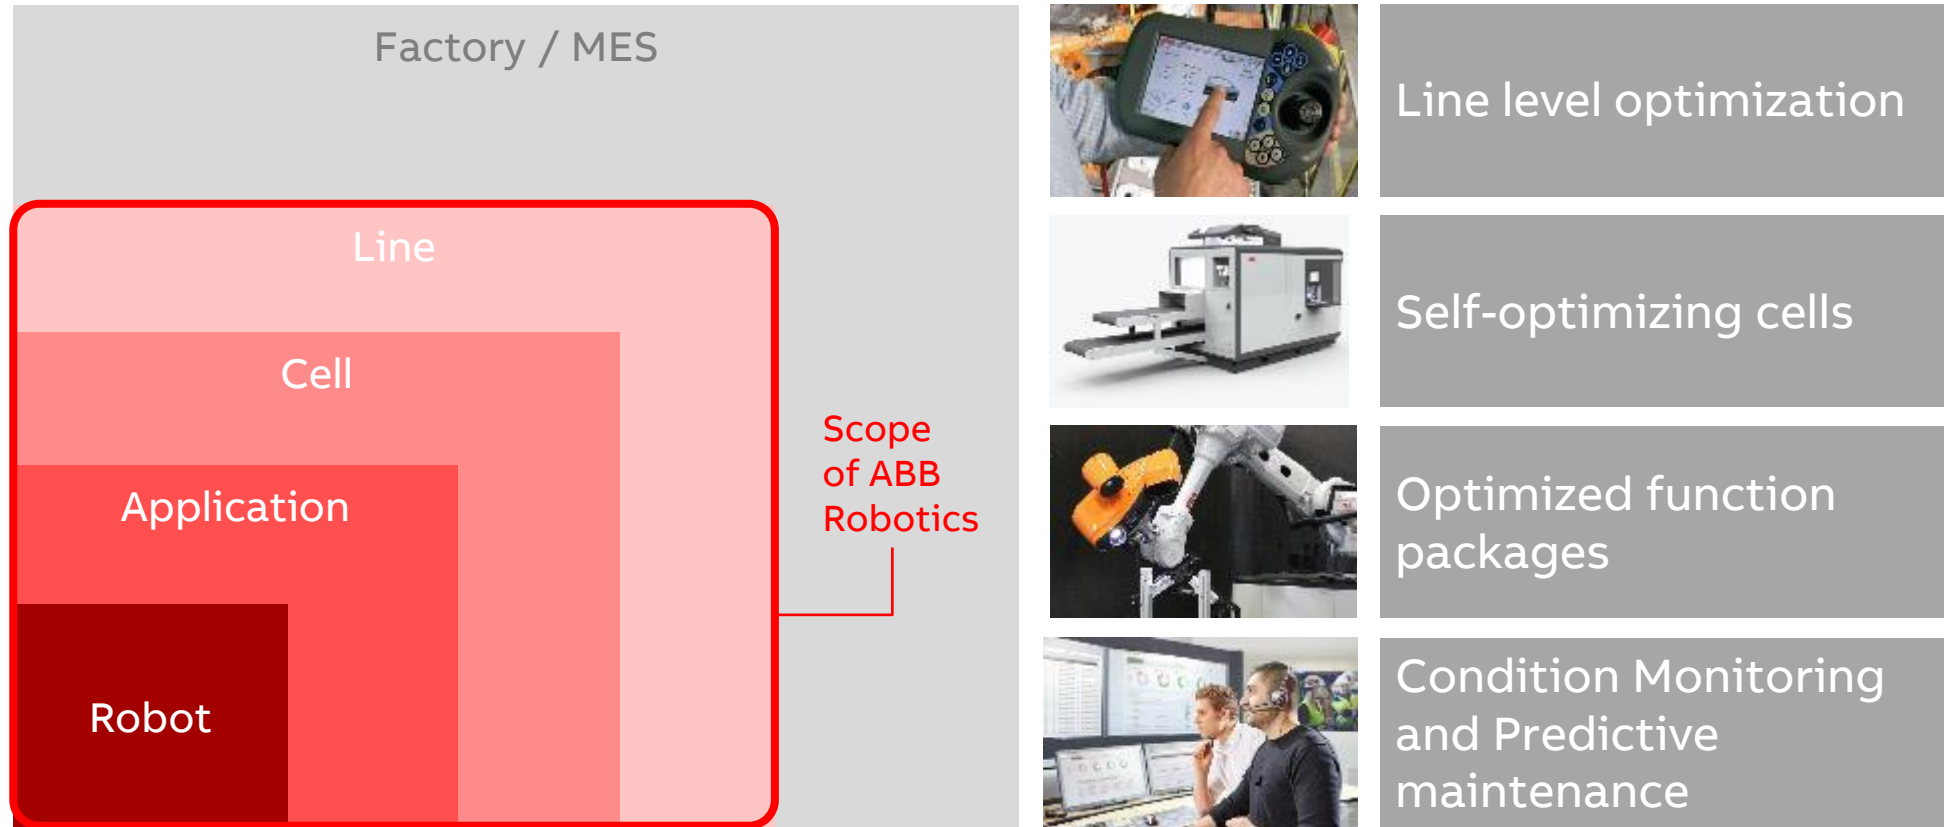 Factory / MES
Line
Cell
Application
Robot
Scope
of ABB
Robotics
Line level optimization
Self-optimizing cells
Optimized function
packages
Condition Monitoring
and Predictive
maintenance